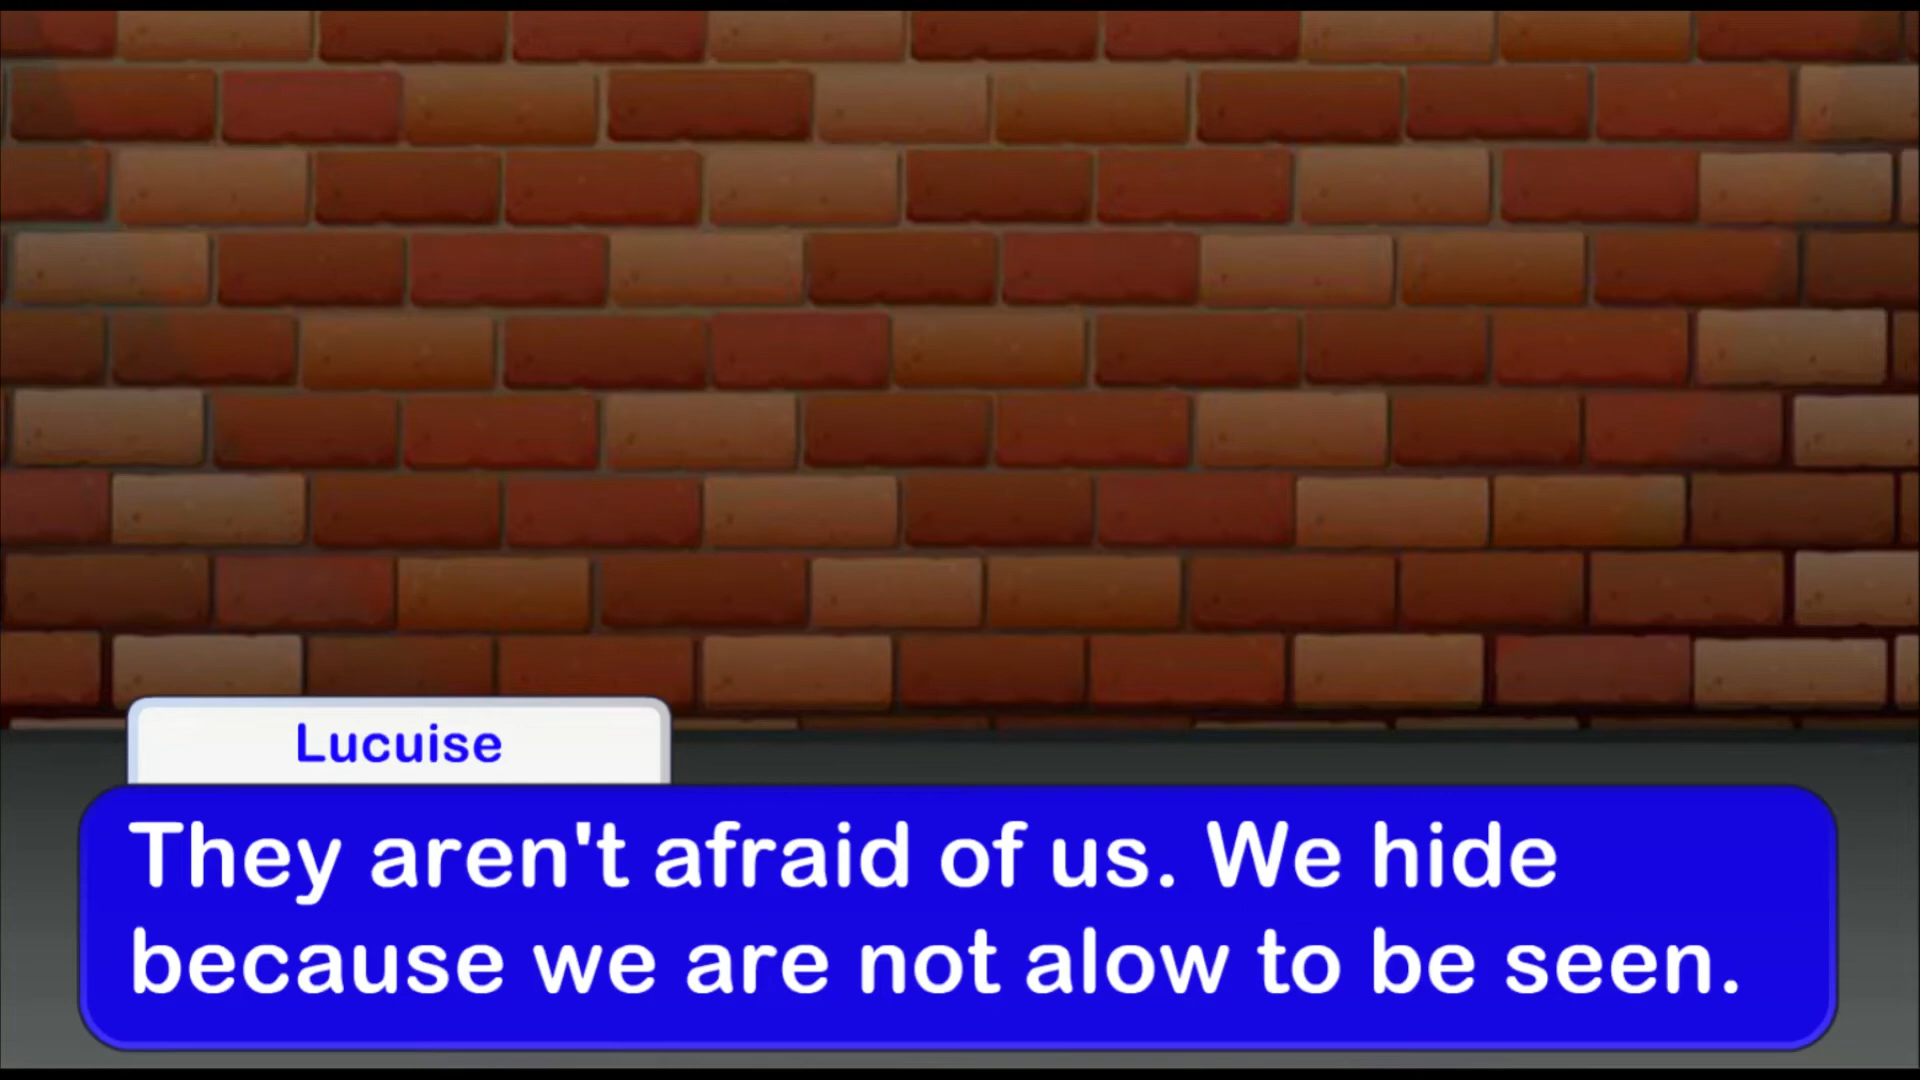 Lucuise
They aren't afraid of us. We hide
because we are not alow to be seen.